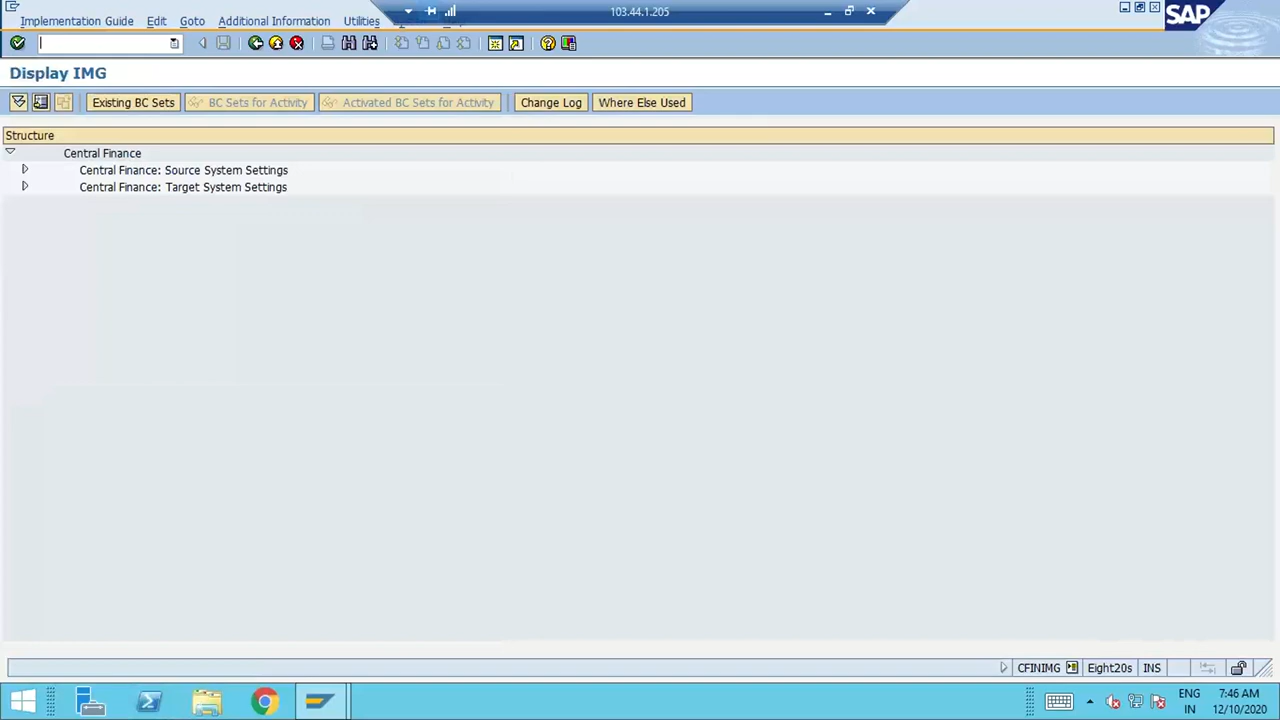 103.44.1.205
SAP
Implementation Guide Edit Goto Additional Information Utilities
Display IMG
Existing BC Sets BC Sets for Activity Activated BC Sets for Activity Change Log Where Else Used
Structure
Central Finance
Central Finance: Source System Settings
Central Finance: Target System Settings
CFINIMG Eight20s INS
ENG 7:46 AM
IN 12/10/2020